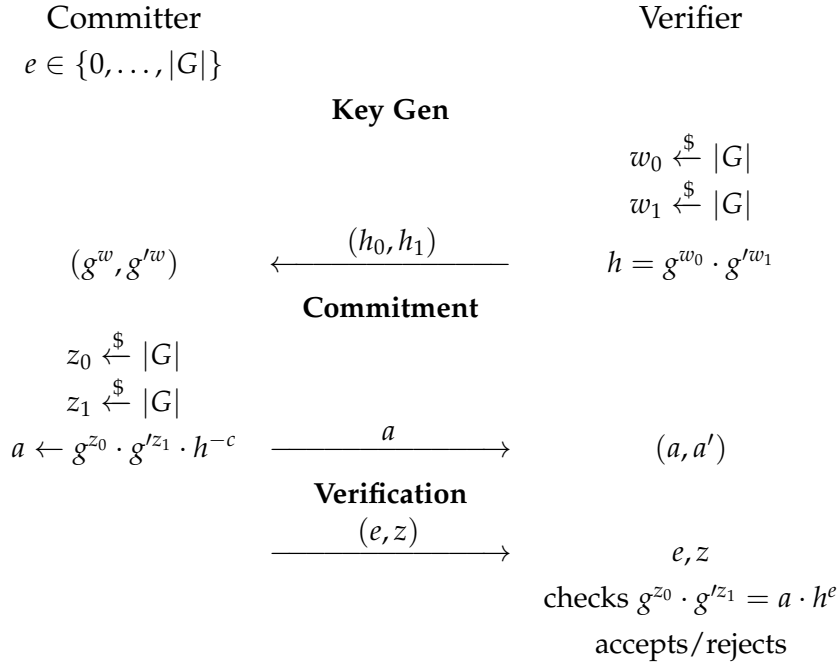 Committer Verifier
e ∈ {0, . . . , |G|}
Key Gen
w₀ ←$ |G|
w₁ ←$ |G|
(g^w, g′^w) (h₀, h₁) h = g^{w₀} · g′^{w₁}
Commitment
z₀ ←$ |G|
z₁ ←$ |G|
a ← g^{z₀} · g′^{z₁} · h^{−c} a (a, a′)
Verification
(e, z) e, z
checks g^{z₀} · g′^{z₁} = a · h^e
accepts/rejects